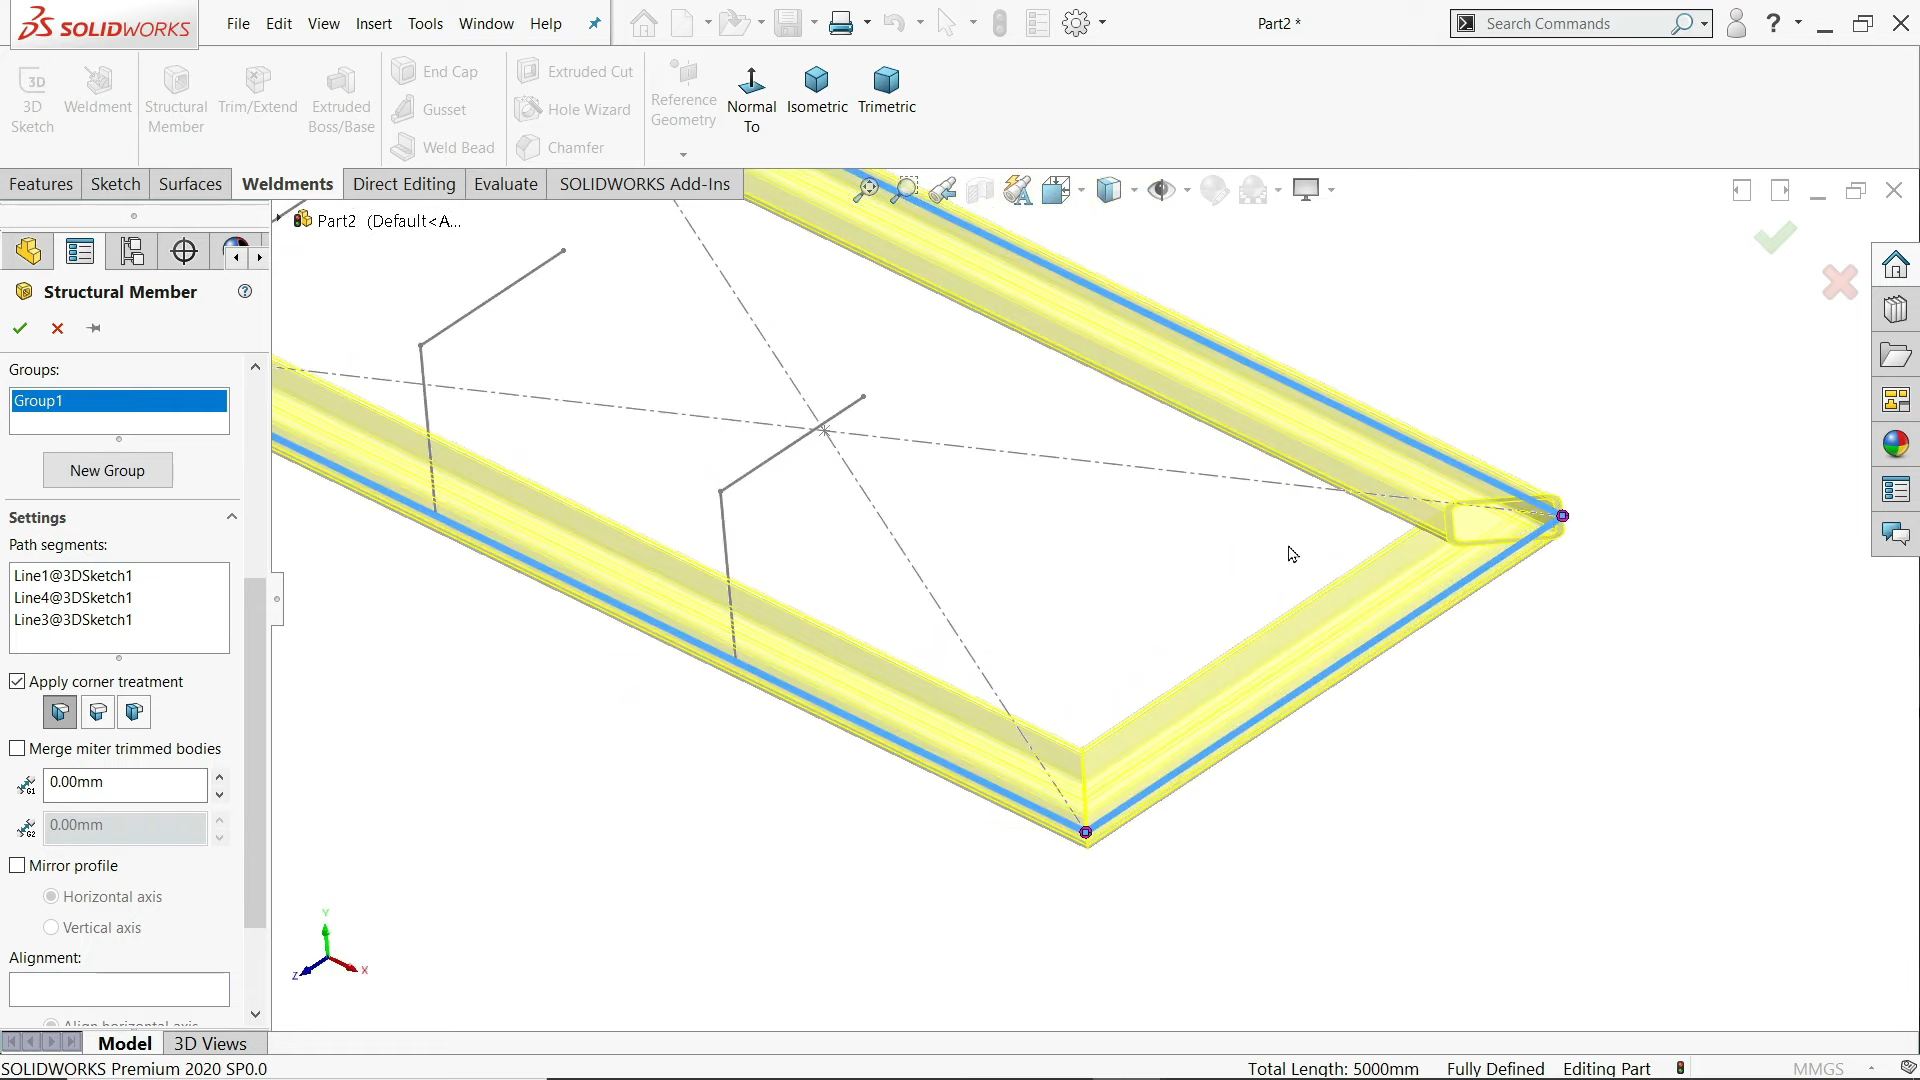 SOLIDWORKS File Edit View Insert Tools Window Help Part2 * Search Commands ?
3D Sketch
Weldment
Structural Member
Trim/Extend
Extruded Boss/Base
End Cap
Gusset
Weld Bead
Extruded Cut
Hole Wizard
Chamfer
Reference Geometry
Normal To
Isometric
Trimetric
Features Sketch Surfaces Weldments Direct Editing Evaluate SOLIDWORKS Add-Ins
Part2 (Default<A...
Structural Member
Groups:
Group1
New Group
Settings
Path segments:
Line1@3DSketch1
Line4@3DSketch1
Line3@3DSketch1
Apply corner treatment
Merge miter trimmed bodies
G1 0.00mm
G2 0.00mm
Mirror profile
Horizontal axis
Vertical axis
Alignment:
Align horizontal axis
Y
Z X
Model 3D Views
SOLIDWORKS Premium 2020 SP0.0 Total Length: 5000mm Fully Defined Editing Part MMGS